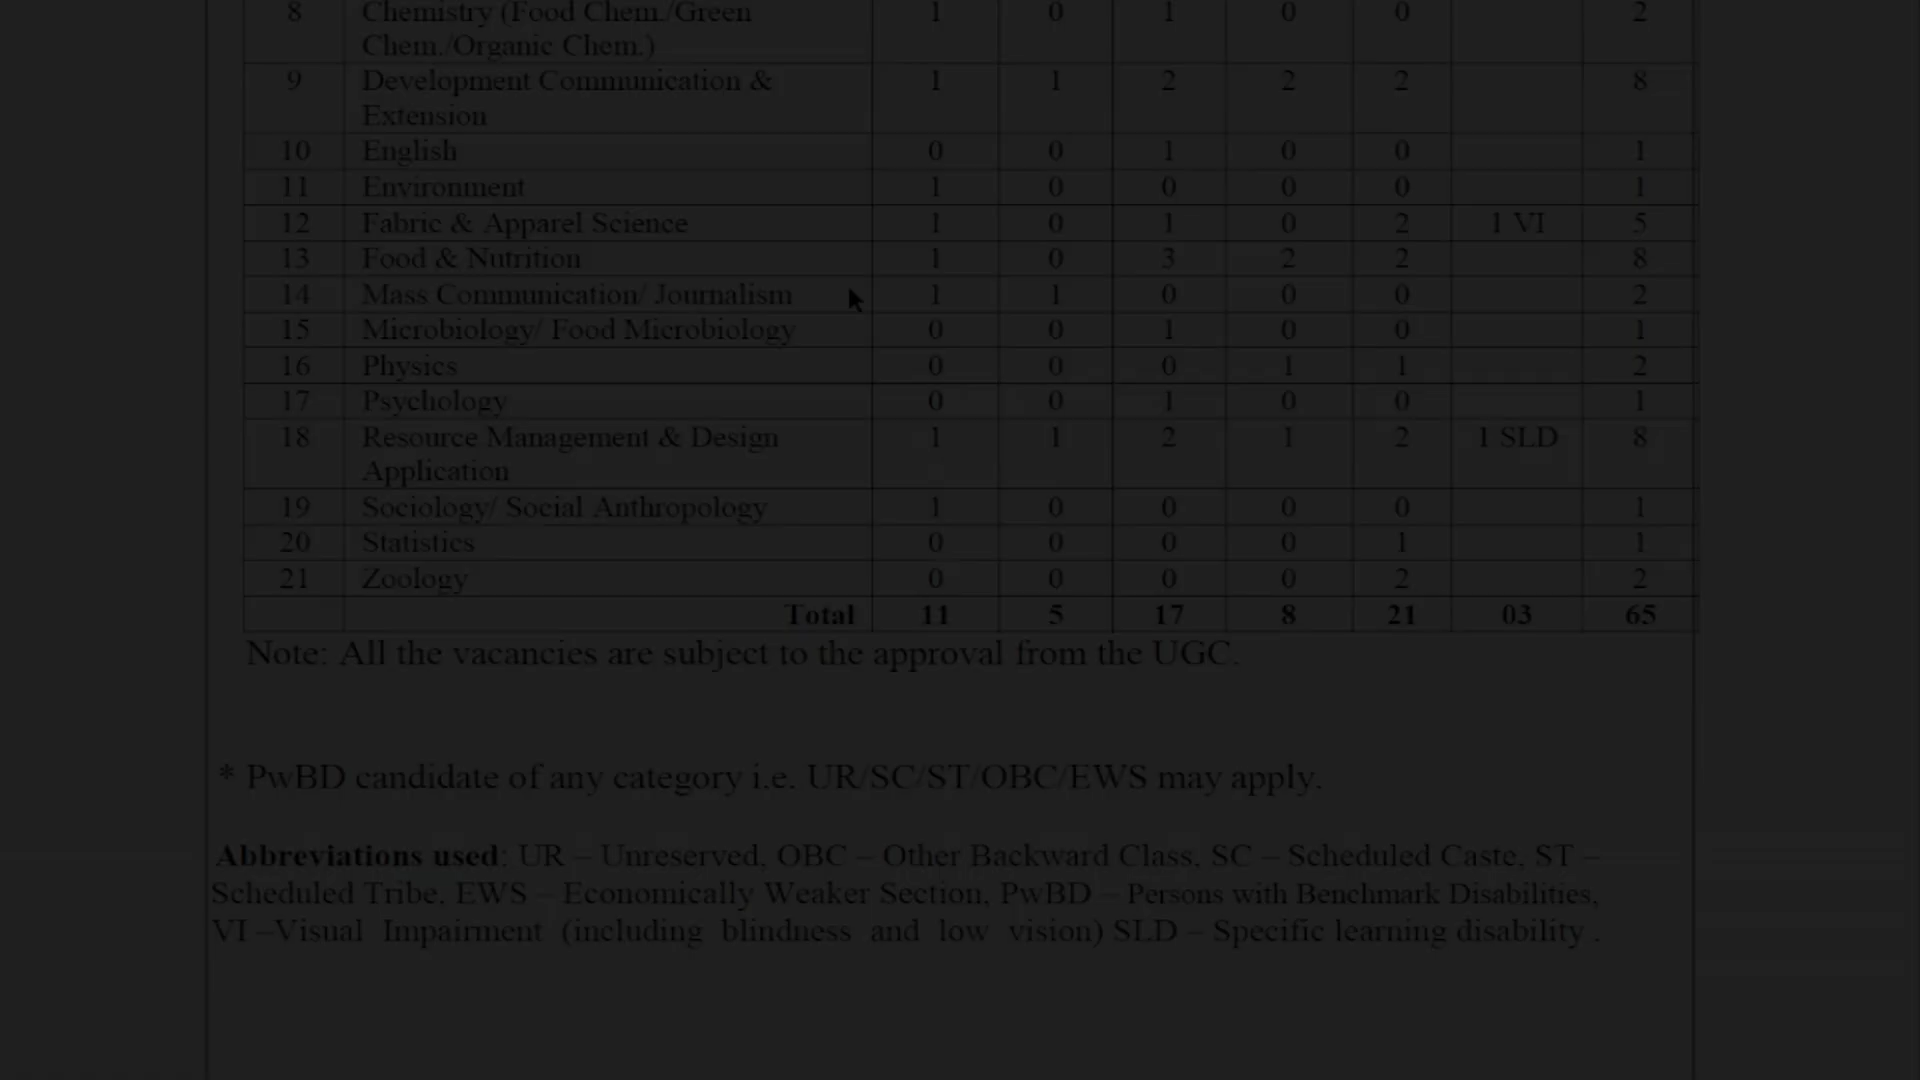 8 Chemistry (Food Chem./Green 1 0 1 0 0 2
Chem./Organic Chem.)
9 Development Communication & 1 1 2 2 2 8
Extension
10 English 0 0 1 0 0 1
11 Environment 1 0 0 0 0 1
12 Fabric & Apparel Science 1 0 1 0 2 1 VI 5
13 Food & Nutrition 1 0 3 2 2 8
14 Mass Communication/ Journalism 1 1 0 0 0 2
15 Microbiology/ Food Microbiology 0 0 1 0 0 1
16 Physics 0 0 0 1 1 2
17 Psychology 0 0 1 0 0 1
18 Resource Management & Design 1 1 2 1 2 1 SLD 8
Application
19 Sociology/ Social Anthropology 1 0 0 0 0 1
20 Statistics 0 0 0 0 1 1
21 Zoology 0 0 0 0 2 2
Total 11 5 17 8 21 03 65
Note: All the vacancies are subject to the approval from the UGC.
* PwBD candidate of any category i.e. UR/SC/ST/OBC/EWS may apply.
Abbreviations used: UR – Unreserved, OBC – Other Backward Class, SC – Scheduled Caste, ST –
Scheduled Tribe, EWS – Economically Weaker Section, PwBD – Persons with Benchmark Disabilities,
VI –Visual Impairment (including blindness and low vision) SLD – Specific learning disability .